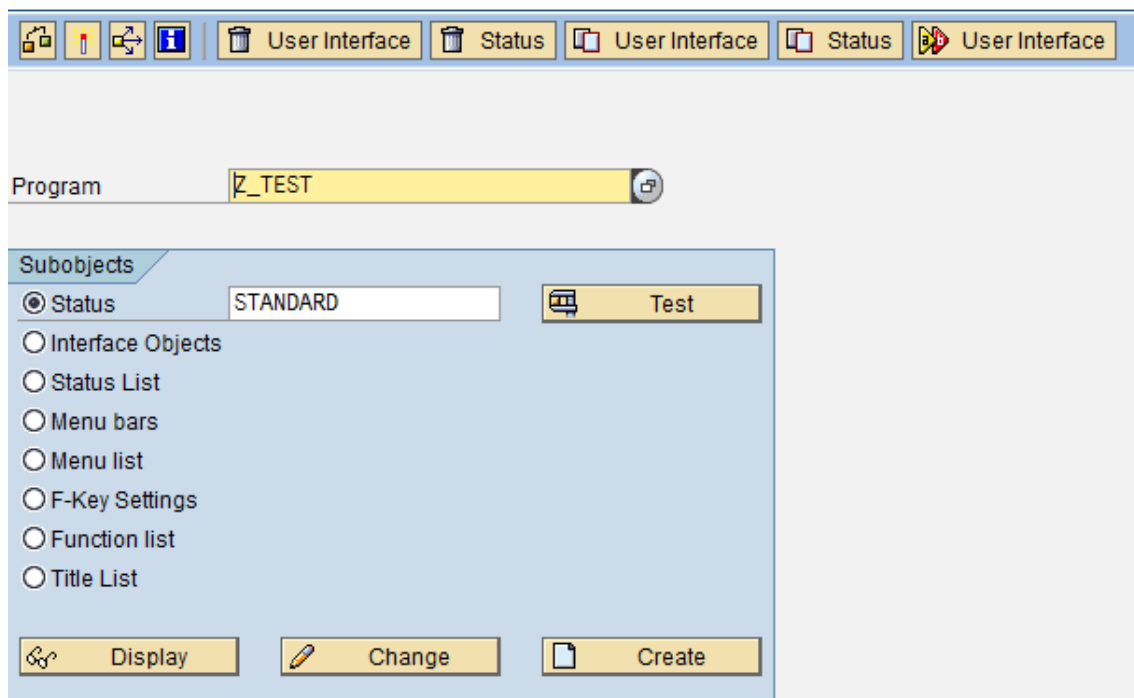 User Interface Status User Interface Status User Interface
Program Z_TEST
Subobjects
Status STANDARD Test
Interface Objects
Status List
Menu bars
Menu list
F-Key Settings
Function list
Title List
Display Change Create